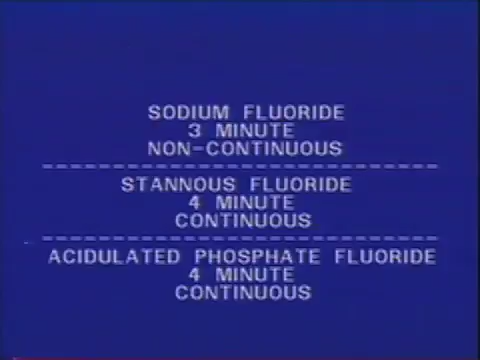 SODIUM FLUORIDE
3 MINUTE
NON-CONTINUOUS
STANNOUS FLUORIDE
4 MINUTE
CONTINUOUS
ACIDULATED PHOSPHATE FLUORIDE
4 MINUTE
CONTINUOUS